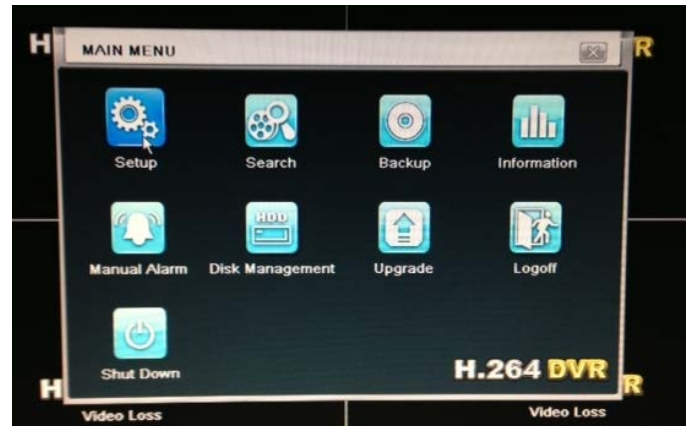 H
R
MAIN MENU
Setup Search Backup Information
HDD
Manual Alarm Disk Management Upgrade Logoff
Shut Down
H.264 DVR
H
R
Video Loss Video Loss